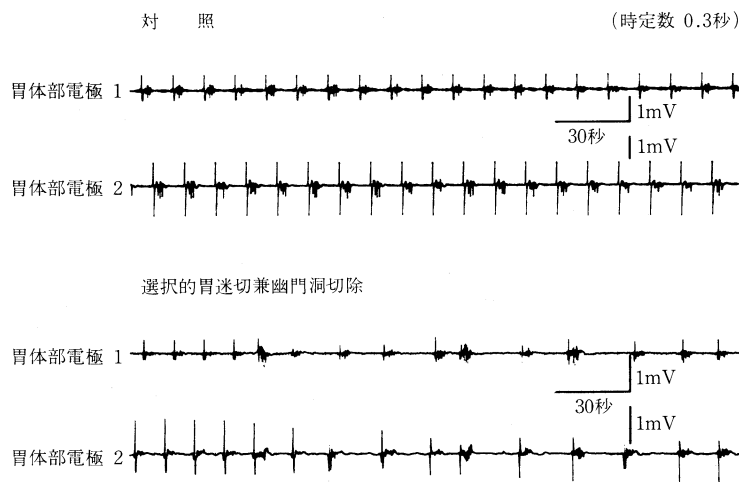 対　照　(時定数 0.3秒)
胃体部電極 1
1mV
30秒
1mV
胃体部電極 2
選択的胃迷切兼幽門洞切除
胃体部電極 1
1mV
30秒
1mV
胃体部電極 2